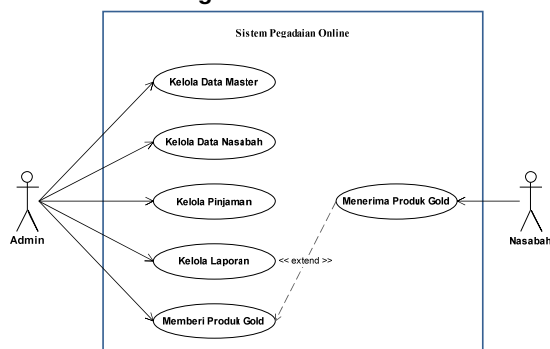 Sistem Pegadaian Online
Kelola Data Master
Kelola Data Nasabah
Kelola Pinjaman
Menerima Produk Gold
Admin
Nasabah
Kelola Laporan
<< extend >>
Memberi Produk Gold